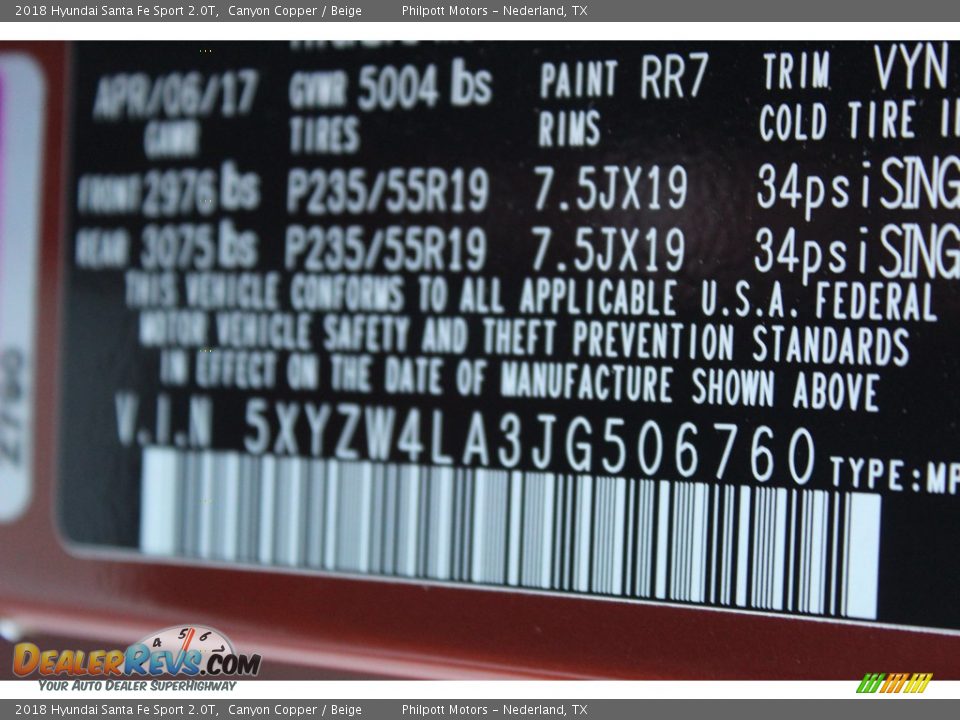 2018 Hyundai Santa Fe Sport 2.0T, Canyon Copper / Beige Philpott Motors - Nederland, TX
APR/06/17 GVWR 5004 lbs PAINT RR7 TRIM VYN
GAWR TIRES RIMS COLD TIRE
FRONT 2976 lbs P235/55R19 7.5JX19 34psi SING
REAR 3075 lbs P235/55R19 7.5JX19 34psi SING
THIS VEHICLE CONFORMS TO ALL APPLICABLE U.S.A. FEDERAL
MOTOR VEHICLE SAFETY AND THEFT PREVENTION STANDARDS
IN EFFECT ON THE DATE OF MANUFACTURE SHOWN ABOVE
V.I.N 5XYZW4LA3JG506760 TYPE:MP
4 5 6 7
DEALERREVS.COM
YOUR AUTO DEALER SUPERHIGHWAY
2018 Hyundai Santa Fe Sport 2.0T, Canyon Copper / Beige Philpott Motors - Nederland, TX